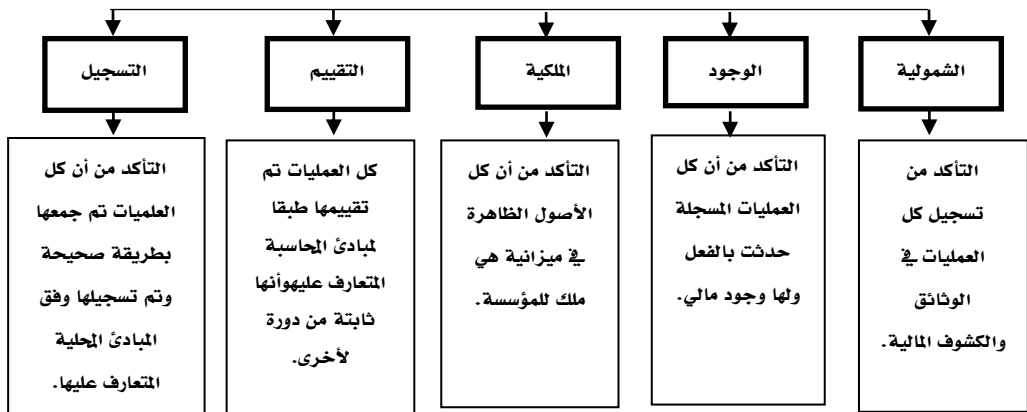 الشمولية
الوجود
الملكية
التقييم
التسجيل
التأكد من
تسجيل كل
العمليات في
الوثائق
والكشوف المالية.
التأكد من أن كل
العمليات المسجلة
حدثت بالفعل
ولها وجود مالي.
التأكد من أن كل
الأصول الظاهرة
في ميزانية هي
ملك للمؤسسة.
كل العمليات تم
تقييمها طبقا
لمبادئ المحاسبة
المتعارف عليهوأنها
ثابتة من دورة
لأخرى.
التأكد من أن كل
العلميات تم جمعها
بطريقة صحيحة
وتم تسجيلها وفق
المبادئ المحلية
المتعارف عليها.